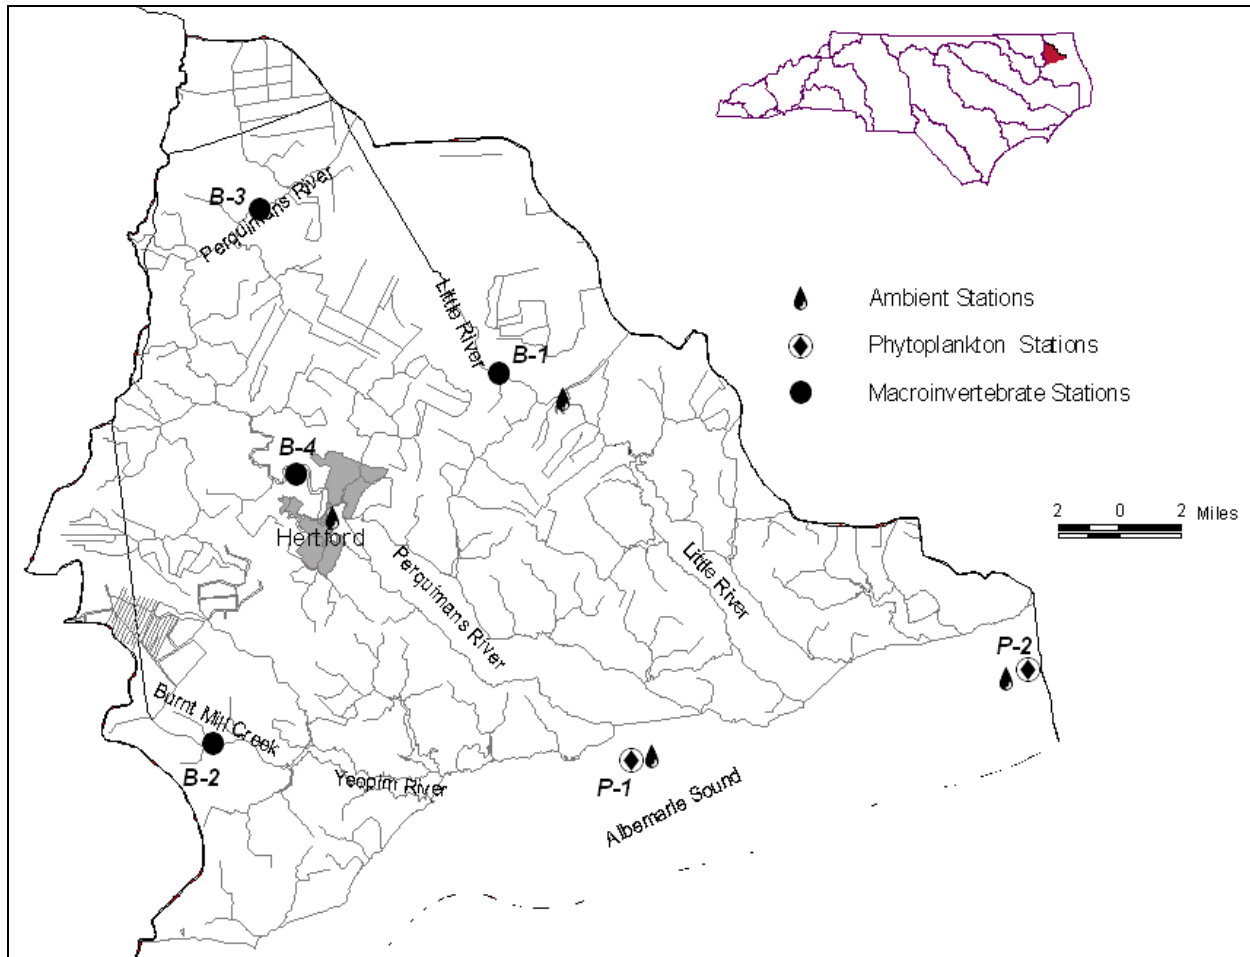 B-3
Perquimans River
Little River
B-1
Ambient Stations
Phytoplankton Stations
Macroinvertebrate Stations
B-4
Hertford
2 0 2 Miles
Perquimans River
Little River
P-2
Burnt Mill Creek
B-2
Yeopim River
P-1
Albemarle Sound